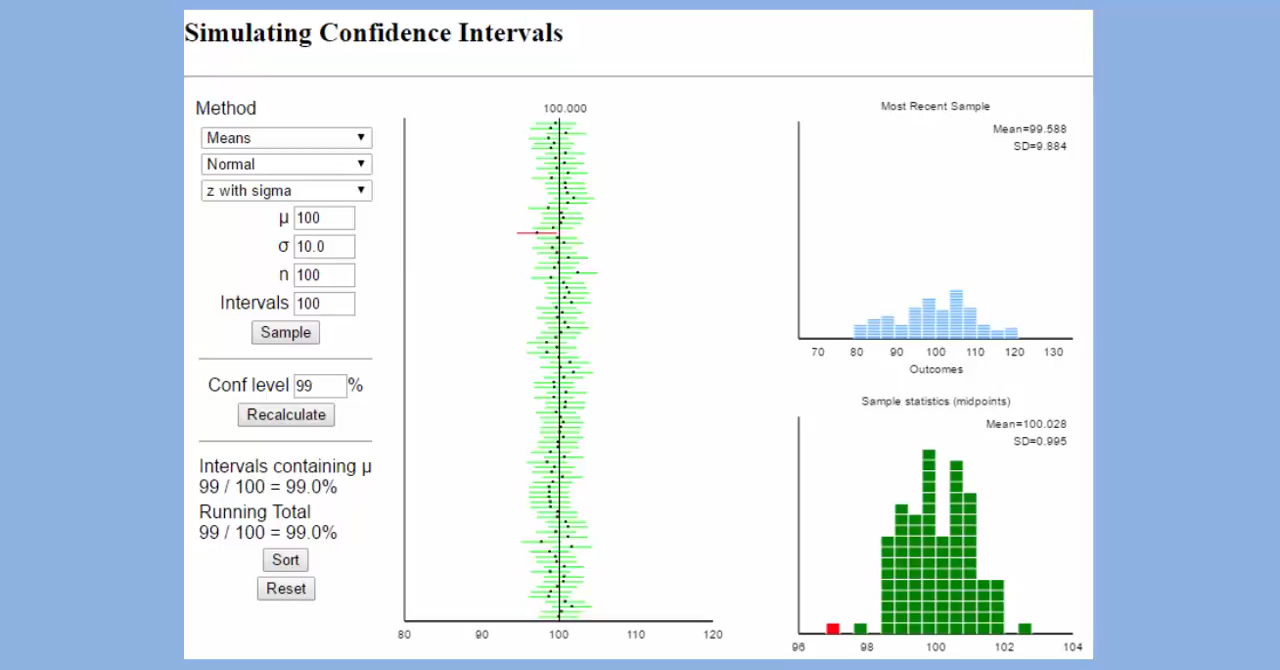 Simulating Confidence Intervals
Method
Means
Normal
z with sigma
μ 100
σ 10.0
n 100
Intervals 100
Sample
Conf level 99 %
Recalculate
Intervals containing μ
99 / 100 = 99.0%
Running Total
99 / 100 = 99.0%
Sort
Reset
100.000
80 90 100 110 120
Most Recent Sample
Mean=99.588
SD=9.884
70 80 90 100 110 120 130
Outcomes
Sample statistics (midpoints)
Mean=100.028
SD=0.995
96 98 100 102 104